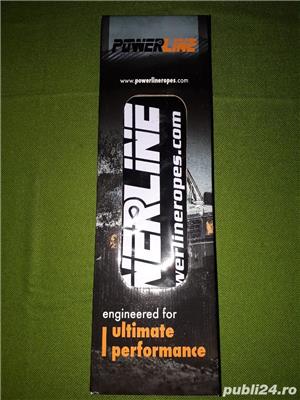 POWERLINE
www.powerlineropes.com
WERLINE
werlineropes.com
engineered for
ultimate
performance
publi24.ro